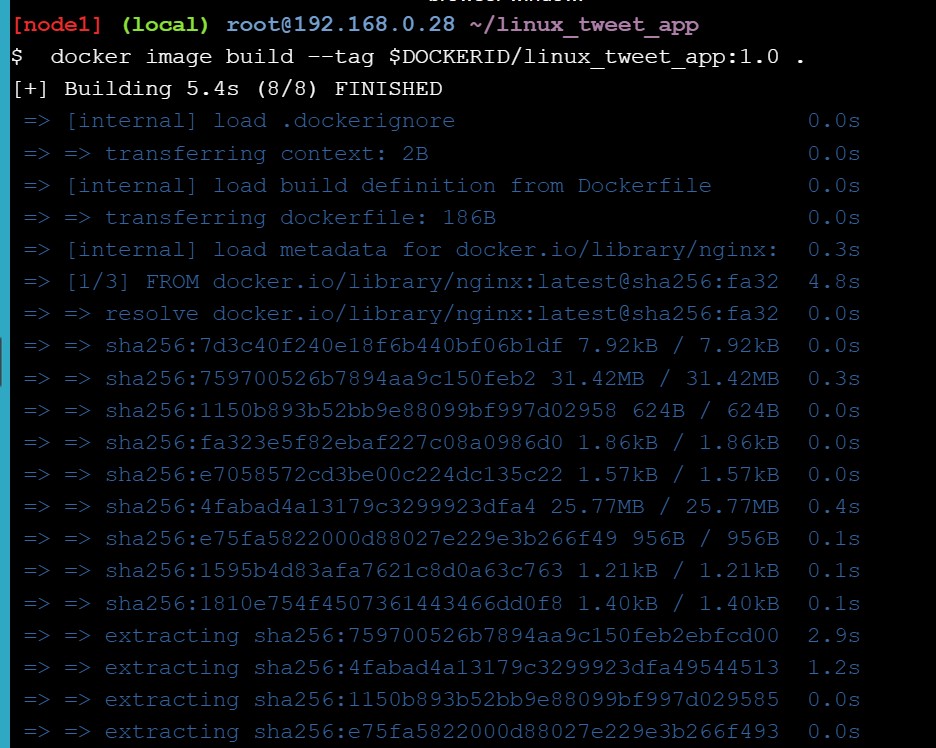 [node1] (local) root@192.168.0.28 ~/linux_tweet_app
$  docker image build --tag $DOCKERID/linux_tweet_app:1.0 .
[+] Building 5.4s (8/8) FINISHED
=> [internal] load .dockerignore 0.0s
=> => transferring context: 2B 0.0s
=> [internal] load build definition from Dockerfile 0.0s
=> => transferring dockerfile: 186B 0.0s
=> [internal] load metadata for docker.io/library/nginx: 0.3s
=> [1/3] FROM docker.io/library/nginx:latest@sha256:fa32 4.8s
=> => resolve docker.io/library/nginx:latest@sha256:fa32 0.0s
=> => sha256:7d3c40f240e18f6b440bf06b1df 7.92kB / 7.92kB 0.0s
=> => sha256:759700526b7894aa9c150feb2 31.42MB / 31.42MB 0.3s
=> => sha256:1150b893b52bb9e88099bf997d02958 624B / 624B 0.0s
=> => sha256:fa323e5f82ebaf227c08a0986d0 1.86kB / 1.86kB 0.0s
=> => sha256:e7058572cd3be00c224dc135c22 1.57kB / 1.57kB 0.0s
=> => sha256:4fabad4a13179c3299923dfa4 25.77MB / 25.77MB 0.4s
=> => sha256:e75fa5822000d88027e229e3b266f49 956B / 956B 0.1s
=> => sha256:1595b4d83afa7621c8d0a63c763 1.21kB / 1.21kB 0.1s
=> => sha256:1810e754f4507361443466dd0f8 1.40kB / 1.40kB 0.1s
=> => extracting sha256:759700526b7894aa9c150feb2ebfcd00 2.9s
=> => extracting sha256:4fabad4a13179c3299923dfa49544513 1.2s
=> => extracting sha256:1150b893b52bb9e88099bf997d029585 0.0s
=> => extracting sha256:e75fa5822000d88027e229e3b266f493 0.0s